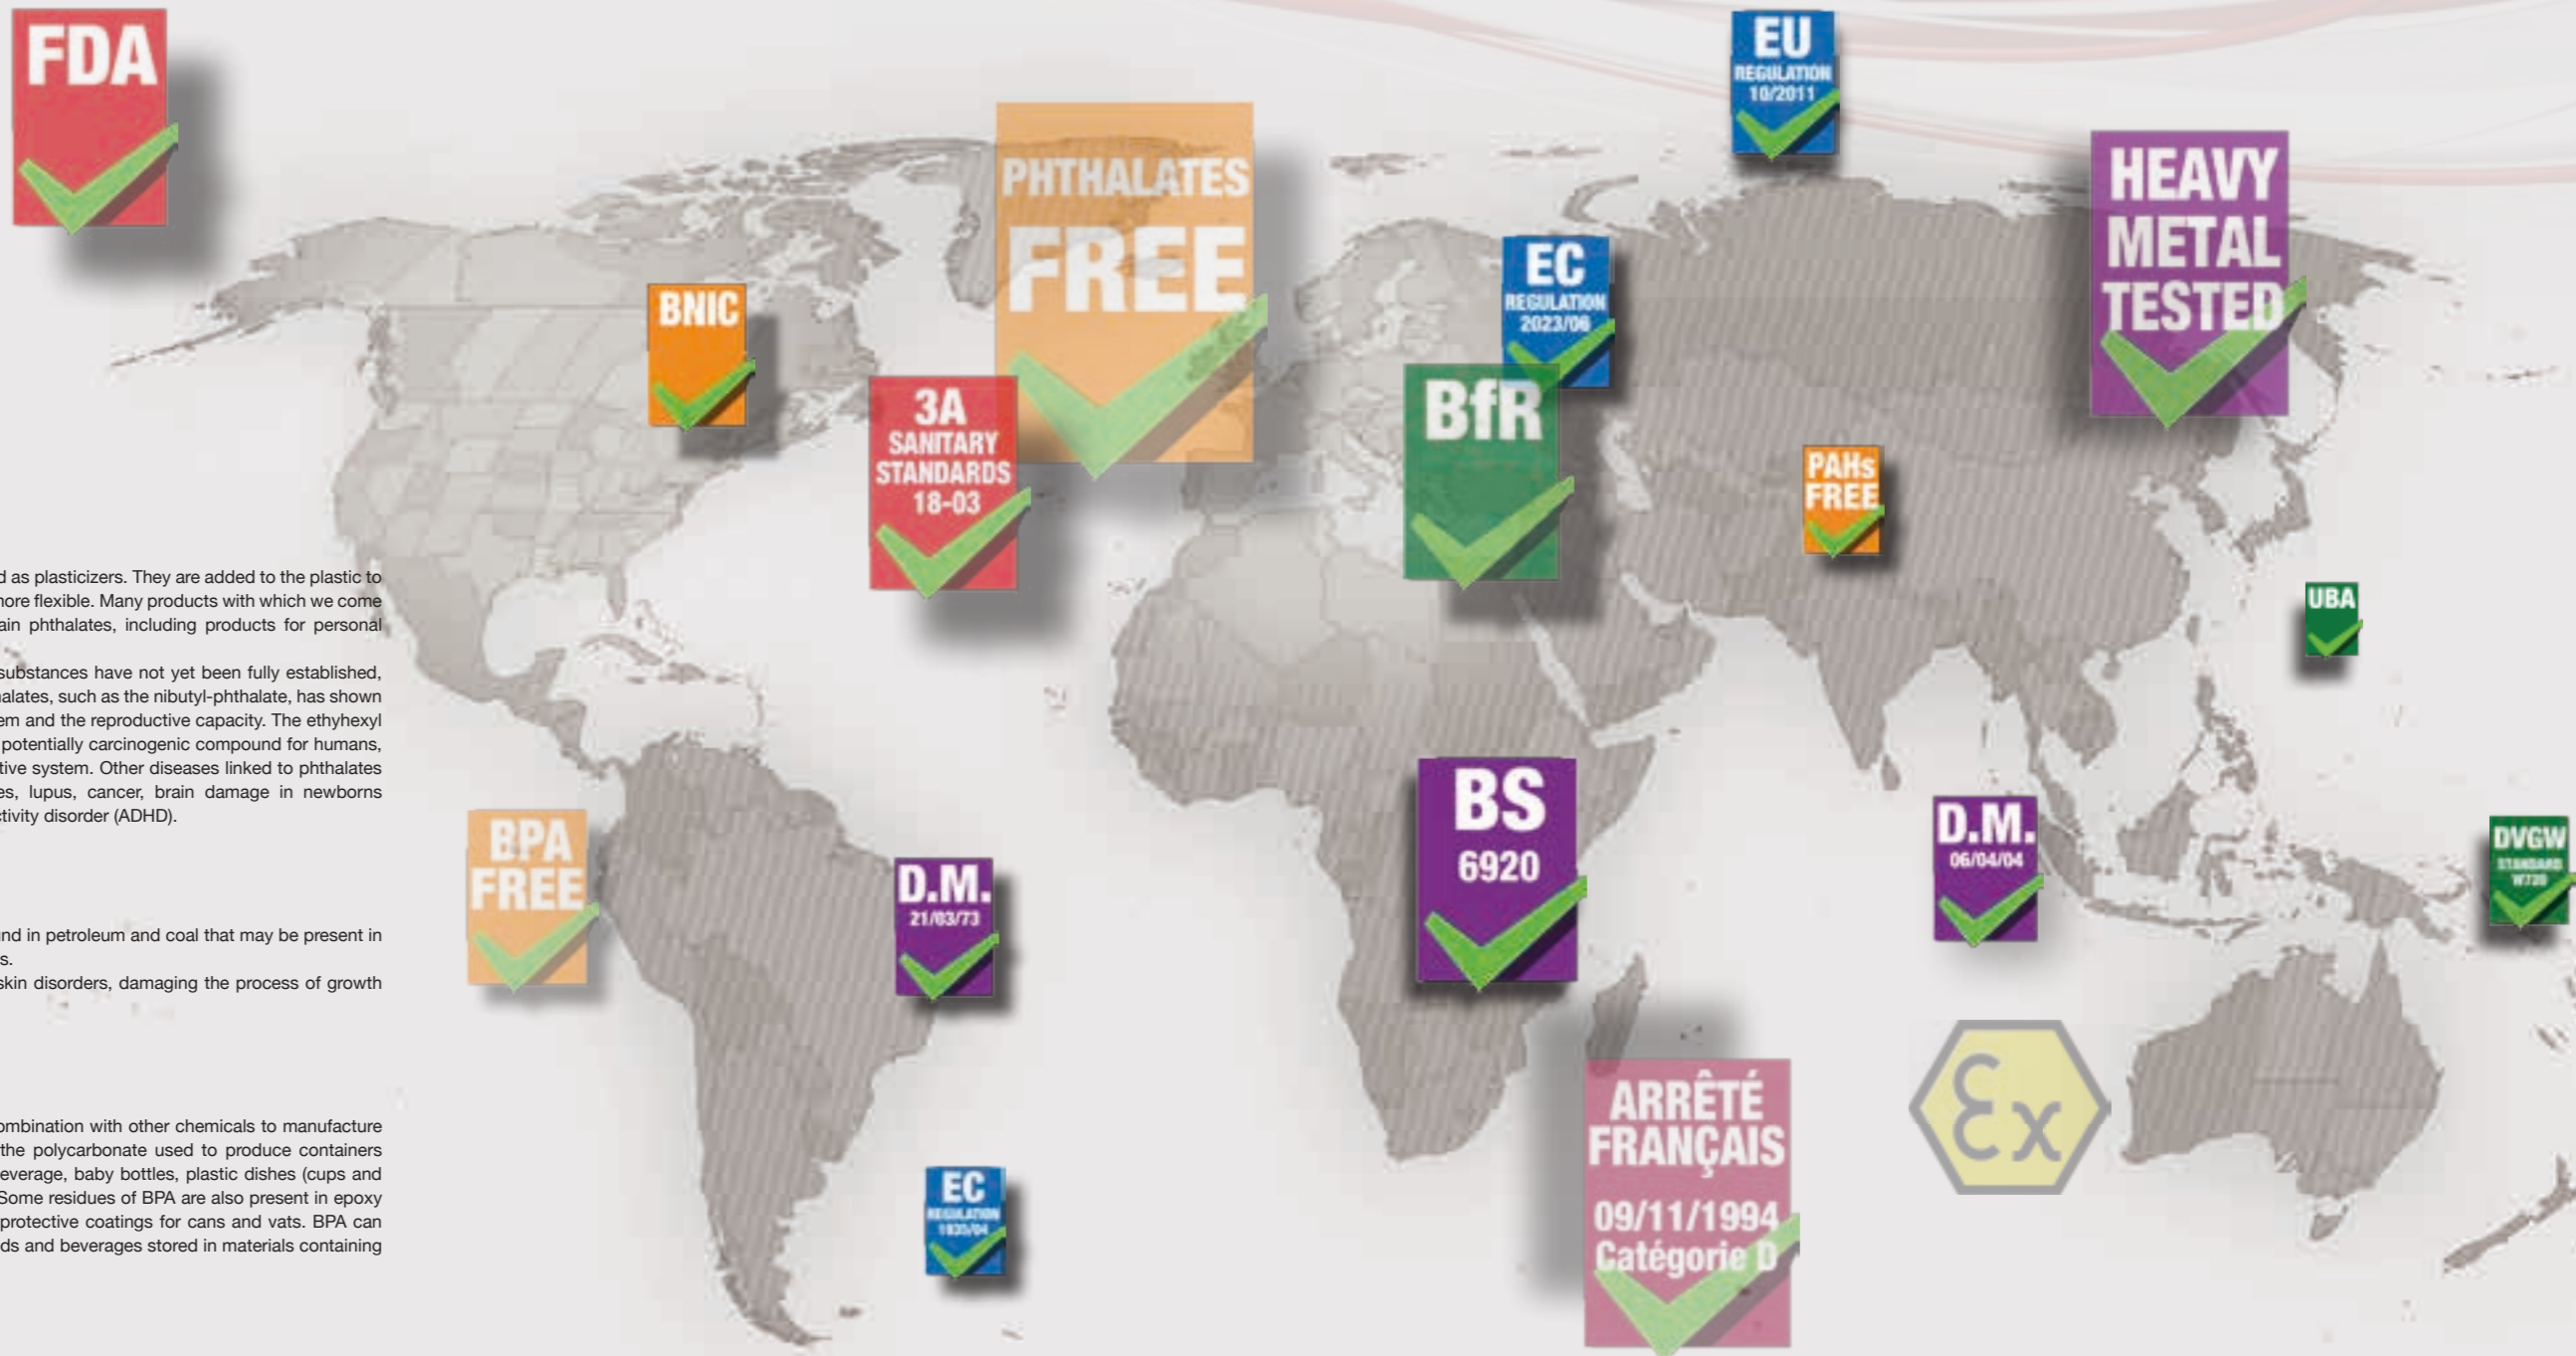 FDA
EU
REGULATION
10/2011
PHTHALATES
FREE
HEAVY
METAL
TESTED
EC
REGULATION
2023/06
BNIC
3A
SANITARY
STANDARDS
18-03
BfR
PAHs
FREE
UBA
d as plasticizers. They are added to the plastic to
nore flexible. Many products with which we come
ain phthalates, including products for personal
substances have not yet been fully established,
nalates, such as the nibutyl-phthalate, has shown
em and the reproductive capacity. The ethyhexyl
potentially carcinogenic compound for humans,
tive system. Other diseases linked to phthalates
es, lupus, cancer, brain damage in newborns
ctivity disorder (ADHD).
BS
6920
D.M.
06/04/04
BPA
FREE
DVGW
STANDARD
D.M.
21/03/73
und in petroleum and coal that may be present in
s.
skin disorders, damaging the process of growth
Ex
ARRÊTÉ
FRANÇAIS
09/11/1994
Catégorie D
ombination with other chemicals to manufacture
the polycarbonate used to produce containers
everage, baby bottles, plastic dishes (cups and
Some residues of BPA are also present in epoxy
protective coatings for cans and vats. BPA can
ds and beverages stored in materials containing
EC
REGULATION
1935/04